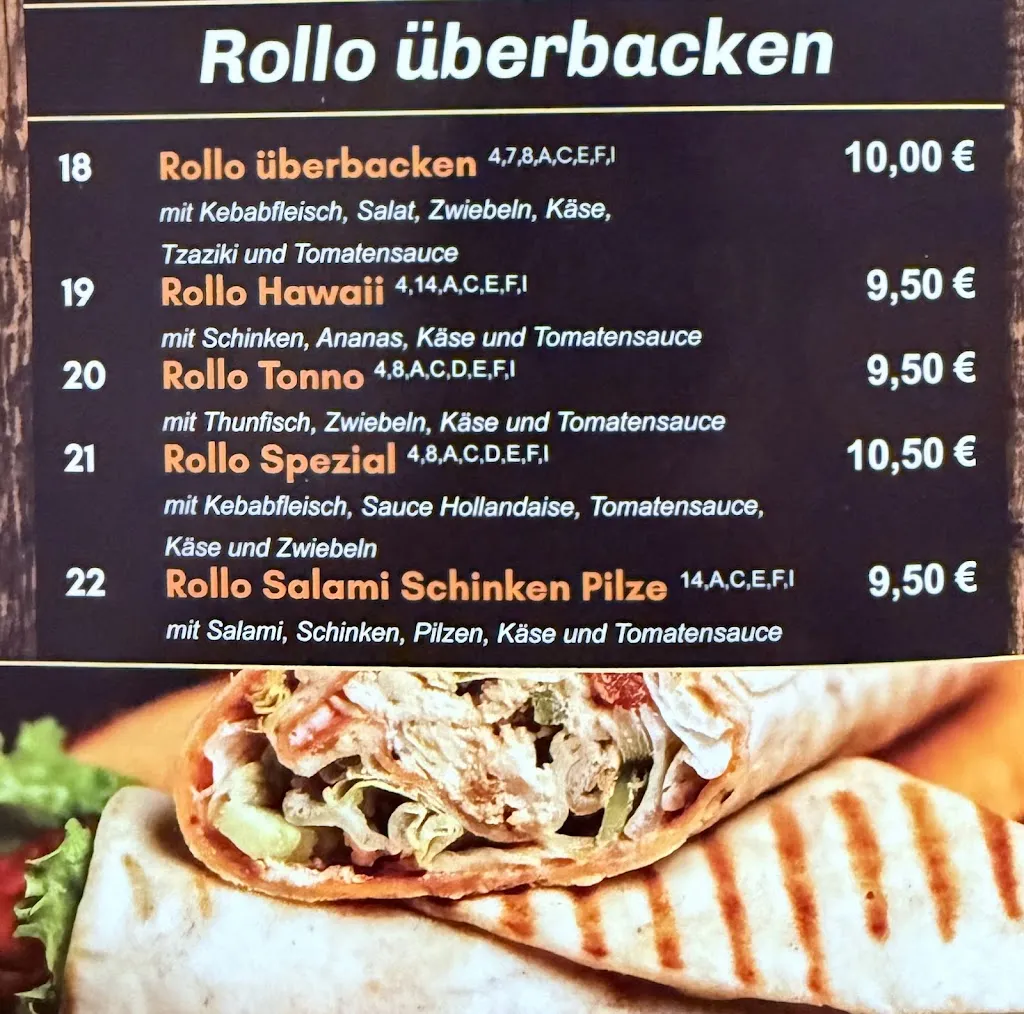 Rollo überbacken
18 Rollo überbacken 4,7,8,A,C,E,F,I 10,00 €
mit Kebabfleisch, Salat, Zwiebeln, Käse,
Tzaziki und Tomatensauce
19 Rollo Hawaii 4,14,A,C,E,F,I 9,50 €
mit Schinken, Ananas, Käse und Tomatensauce
20 Rollo Tonno 4,8,A,C,D,E,F,I 9,50 €
mit Thunfisch, Zwiebeln, Käse und Tomatensauce
21 Rollo Spezial 4,8,A,C,D,E,F,I 10,50 €
mit Kebabfleisch, Sauce Hollandaise, Tomatensauce,
Käse und Zwiebeln
22 Rollo Salami Schinken Pilze 14,A,C,E,F,I 9,50 €
mit Salami, Schinken, Pilzen, Käse und Tomatensauce